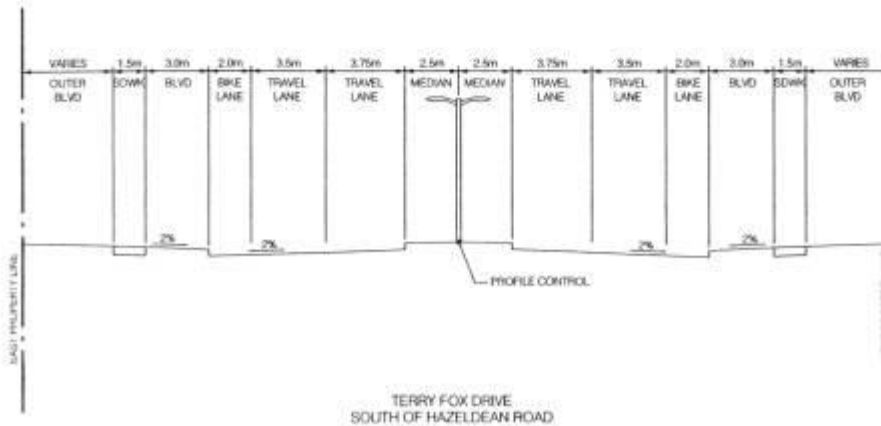 VARIES 1.5m 3.0m 2.0m 3.5m 3.75m 2.5m 2.5m 3.75m 3.5m 2.0m 3.0m 1.5m VARIES
OUTER BLVD SDWK BLVD BIKE LANE TRAVEL LANE TRAVEL LANE MEDIAN MEDIAN TRAVEL LANE TRAVEL LANE BIKE LANE BLVD SDWK OUTER BLVD
2% 2% 2% 2%
PROFILE CONTROL
EAST PROPERTY LINE
TERRY FOX DRIVE
SOUTH OF HAZELDEAN ROAD